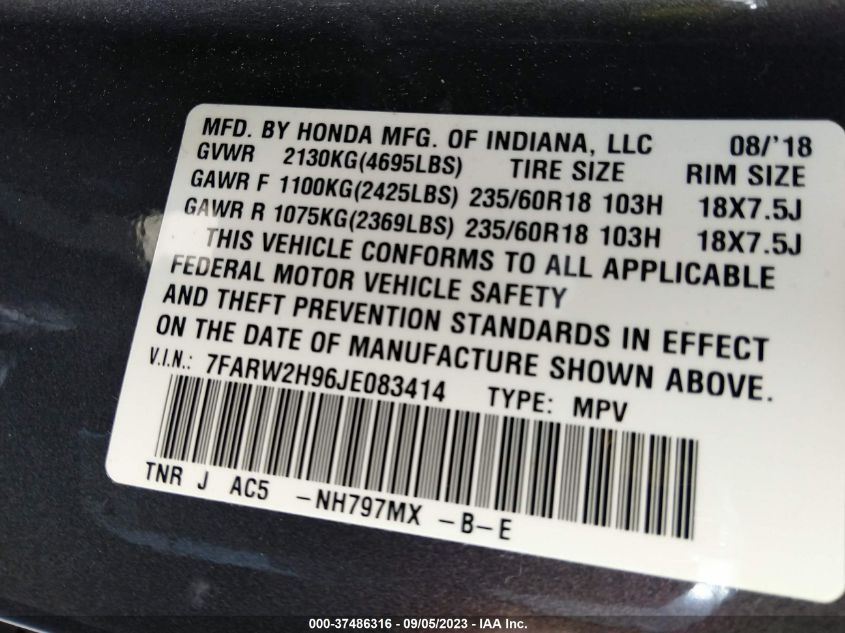 MFD. BY HONDA MFG. OF INDIANA, LLC 08/'18
GVWR 2130KG(4695LBS) TIRE SIZE RIM SIZE
GAWR F 1100KG(2425LBS) 235/60R18 103H 18X7.5J
GAWR R 1075KG(2369LBS) 235/60R18 103H 18X7.5J
THIS VEHICLE CONFORMS TO ALL APPLICABLE
FEDERAL MOTOR VEHICLE SAFETY
AND THEFT PREVENTION STANDARDS IN EFFECT
ON THE DATE OF MANUFACTURE SHOWN ABOVE.
V.I.N.: 7FARW2H96JE083414 TYPE: MPV
TNR J AC5 -NH797MX -B-E
000-37486316 - 09/05/2023 - IAA Inc.